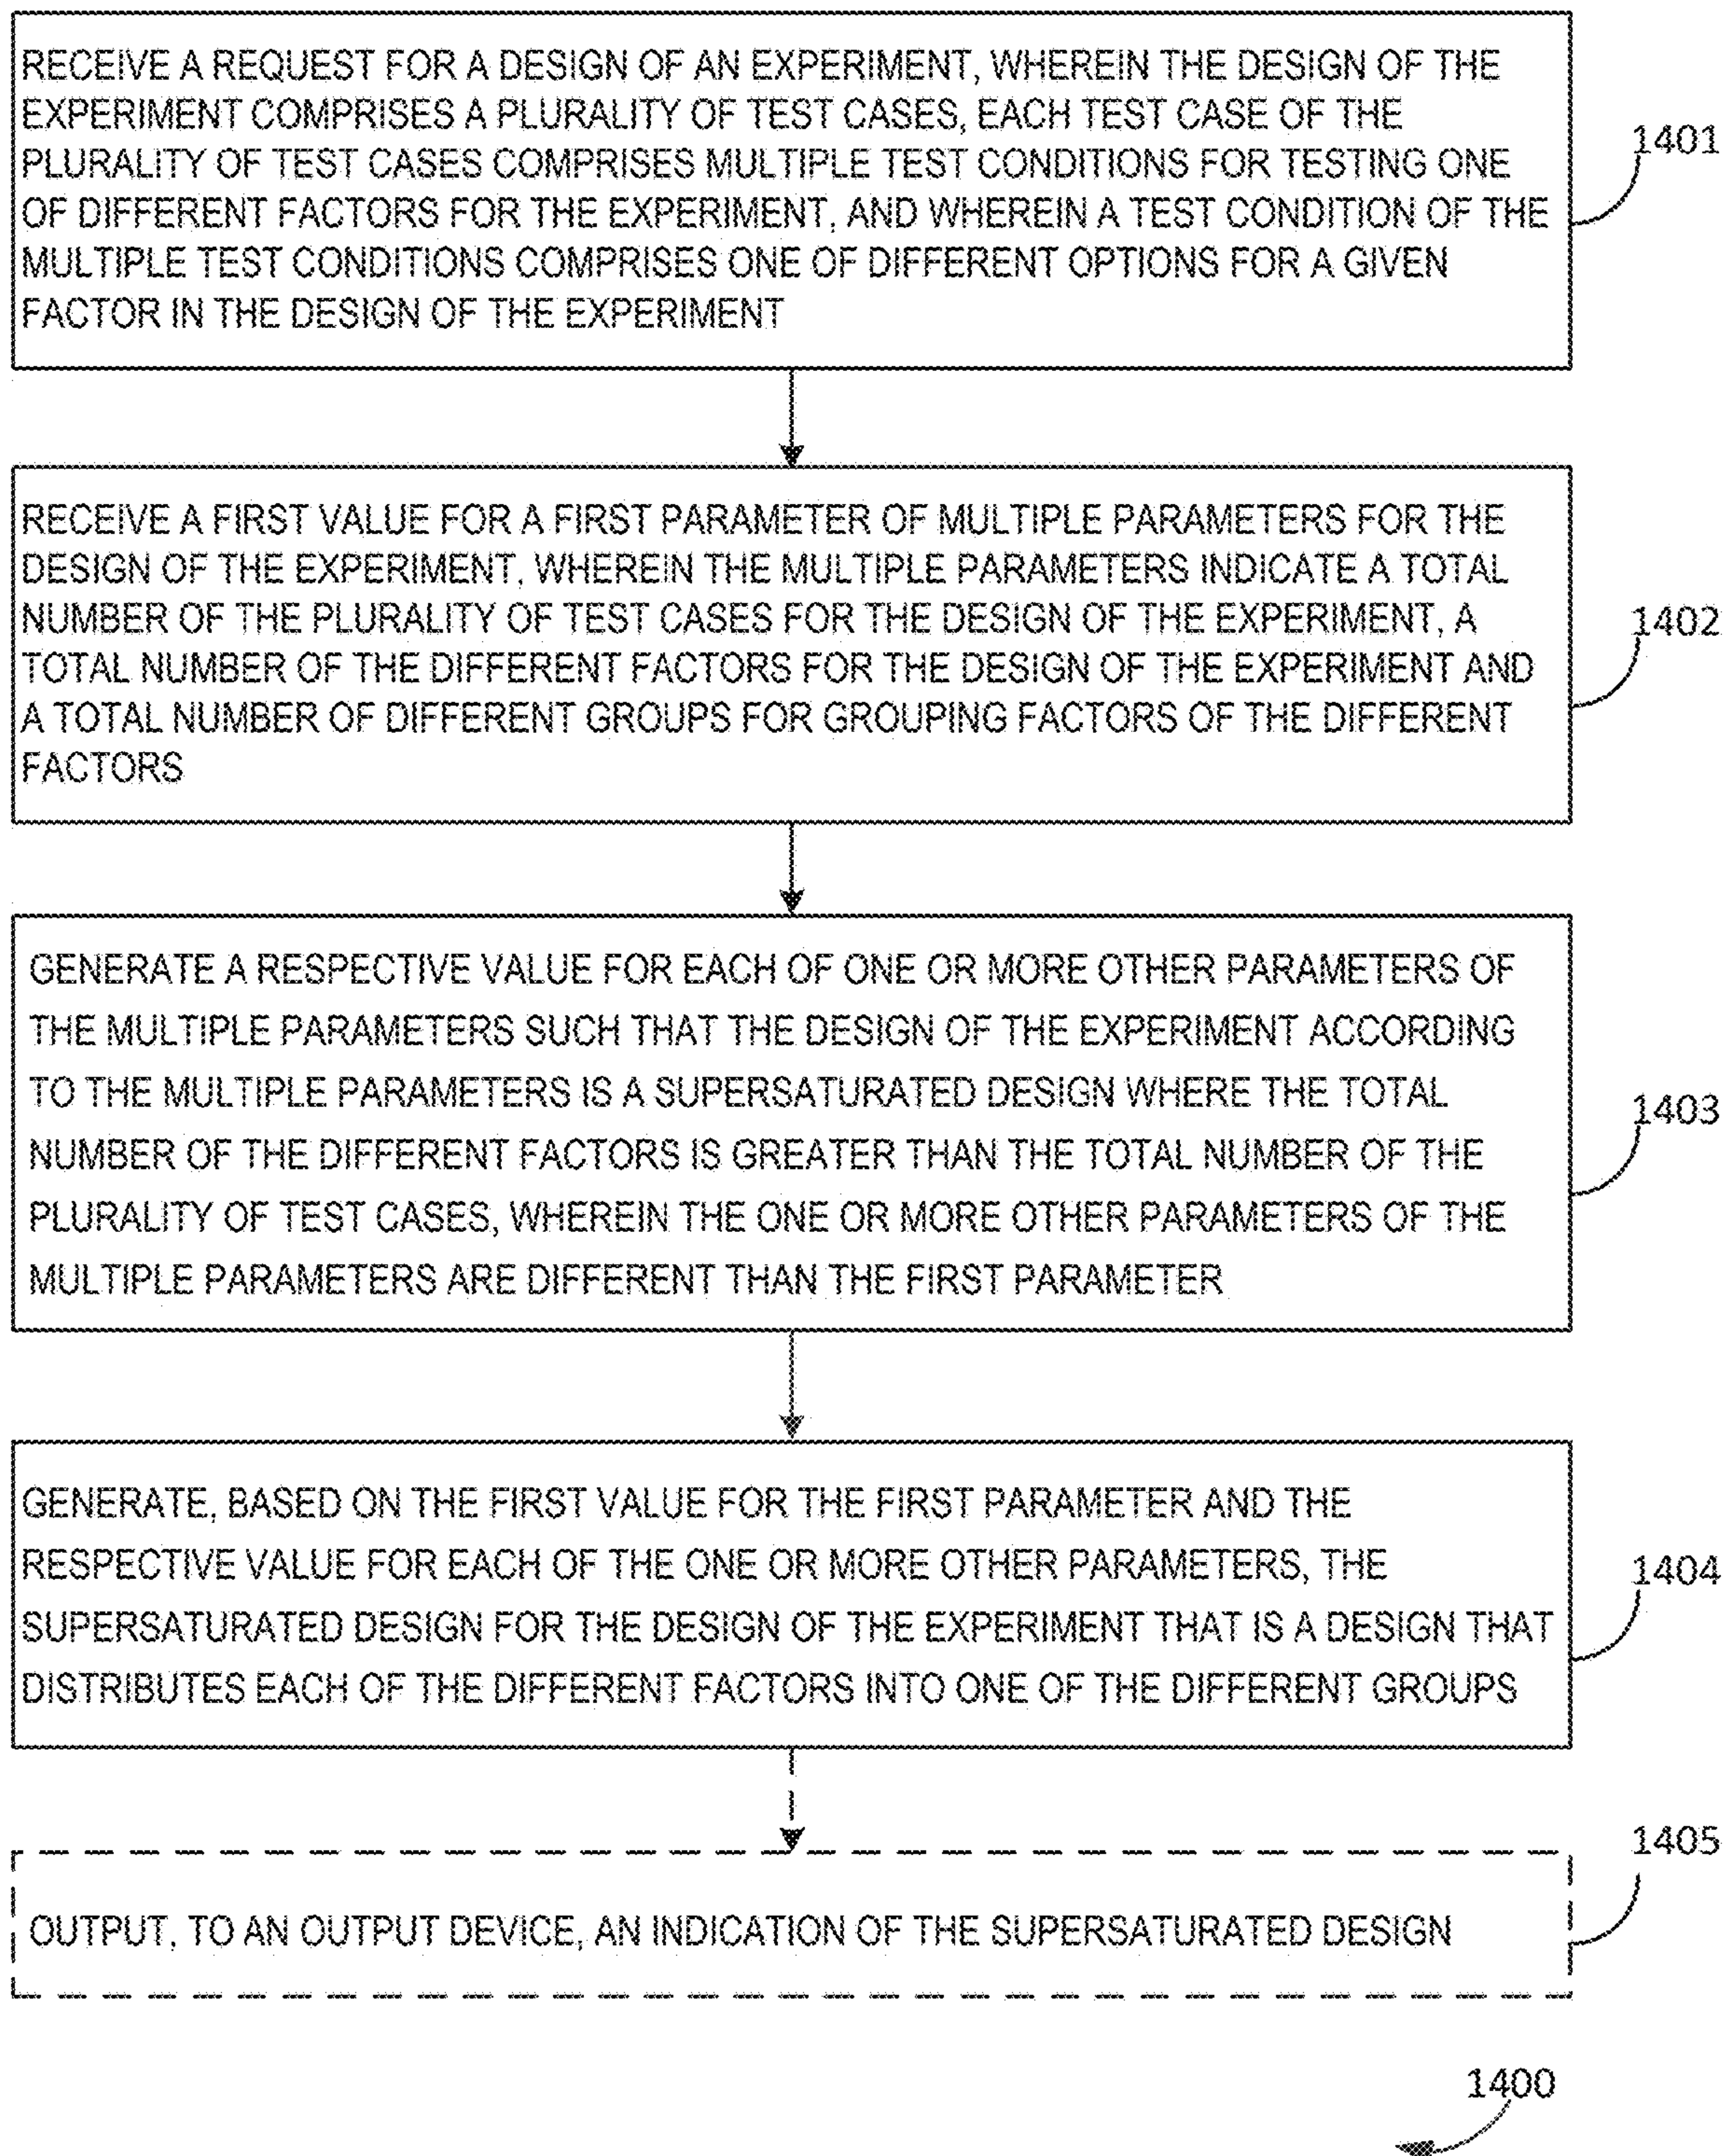 RECEIVE A REQUEST FOR A DESIGN OF AN EXPERIMENT, WHEREIN THE DESIGN OF THE
EXPERIMENT COMPRISES A PLURALITY OF TEST CASES, EACH TEST CASE OF THE
PLURALITY OF TEST CASES COMPRISES MULTIPLE TEST CONDITIONS FOR TESTING ONE
OF DIFFERENT FACTORS FOR THE EXPERIMENT, AND WHEREIN A TEST CONDITION OF THE
MULTIPLE TEST CONDITIONS COMPRISES ONE OF DIFFERENT OPTIONS FOR A GIVEN
FACTOR IN THE DESIGN OF THE EXPERIMENT
1401
RECEIVE A FIRST VALUE FOR A FIRST PARAMETER OF MULTIPLE PARAMETERS FOR THE
DESIGN OF THE EXPERIMENT, WHEREIN THE MULTIPLE PARAMETERS INDICATE A TOTAL
NUMBER OF THE PLURALITY OF TEST CASES FOR THE DESIGN OF THE EXPERIMENT, A
TOTAL NUMBER OF THE DIFFERENT FACTORS FOR THE DESIGN OF THE EXPERIMENT AND
A TOTAL NUMBER OF DIFFERENT GROUPS FOR GROUPING FACTORS OF THE DIFFERENT
FACTORS
1402
GENERATE A RESPECTIVE VALUE FOR EACH OF ONE OR MORE OTHER PARAMETERS OF
THE MULTIPLE PARAMETERS SUCH THAT THE DESIGN OF THE EXPERIMENT ACCORDING
TO THE MULTIPLE PARAMETERS IS A SUPERSATURATED DESIGN WHERE THE TOTAL
NUMBER OF THE DIFFERENT FACTORS IS GREATER THAN THE TOTAL NUMBER OF THE
PLURALITY OF TEST CASES, WHEREIN THE ONE OR MORE OTHER PARAMETERS OF THE
MULTIPLE PARAMETERS ARE DIFFERENT THAN THE FIRST PARAMETER
1403
GENERATE, BASED ON THE FIRST VALUE FOR THE FIRST PARAMETER AND THE
RESPECTIVE VALUE FOR EACH OF THE ONE OR MORE OTHER PARAMETERS, THE
SUPERSATURATED DESIGN FOR THE DESIGN OF THE EXPERIMENT THAT IS A DESIGN THAT
DISTRIBUTES EACH OF THE DIFFERENT FACTORS INTO ONE OF THE DIFFERENT GROUPS
1404
OUTPUT, TO AN OUTPUT DEVICE, AN INDICATION OF THE SUPERSATURATED DESIGN
1405
1400